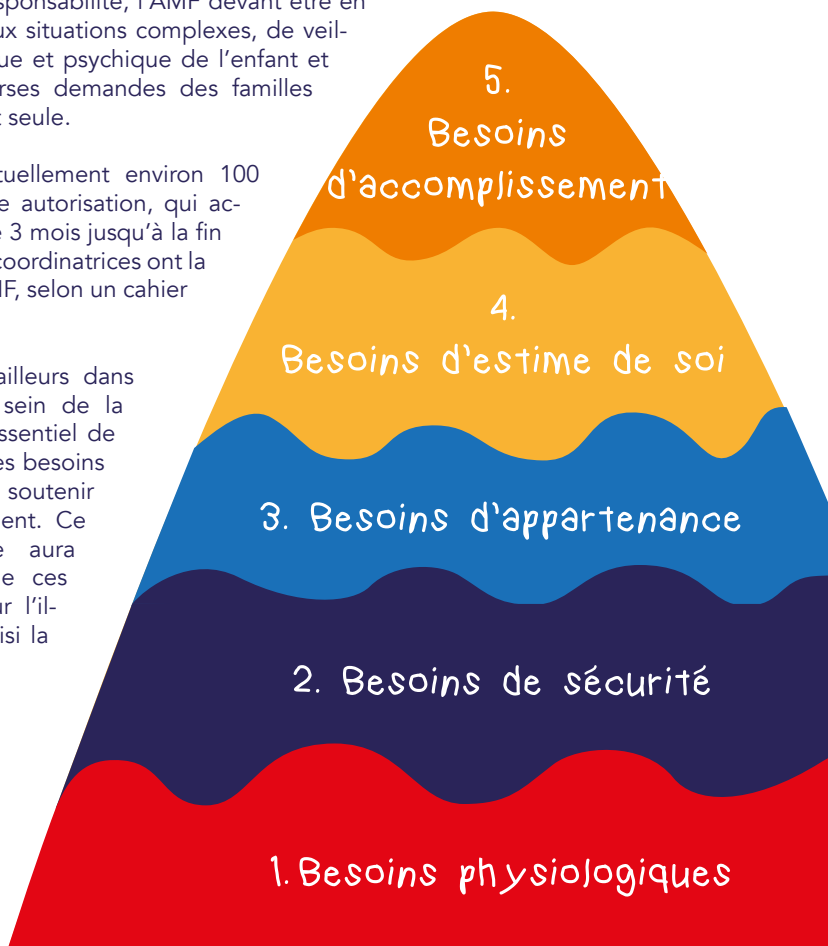 sponsabilité, l'AMF devant être en
ux situations complexes, de veil-
ue et psychique de l'enfant et
rses demandes des familles
t seule.
tuellement environ 100
e autorisation, qui ac-
e 3 mois jusqu'à la fin
coordinatrices ont la
IF, selon un cahier
ailleurs dans
sein de la
ssentiel de
es besoins
soutenir
ent. Ce
e aura
e ces
ur l'il-
isi la
5.
Besoins
d'accomplissement
4.
Besoins d'estime de soi
3. Besoins d'appartenance
2. Besoins de sécurité
1. Besoins physiologiques